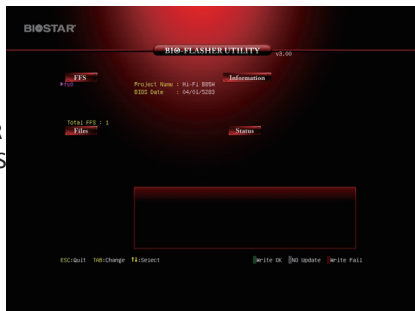 BIOSTAR
BIO-FLASHER UTILITY v3.00
FFS
Information
▶fs0
Project Name : Hi-Fi B85W
BIOS Date : 04/01/5283
Total FFS : 1
Files
Status
R
S
ESC:Quit TAB:Change ↑↓:Select
Write OK NO Update Write Fail